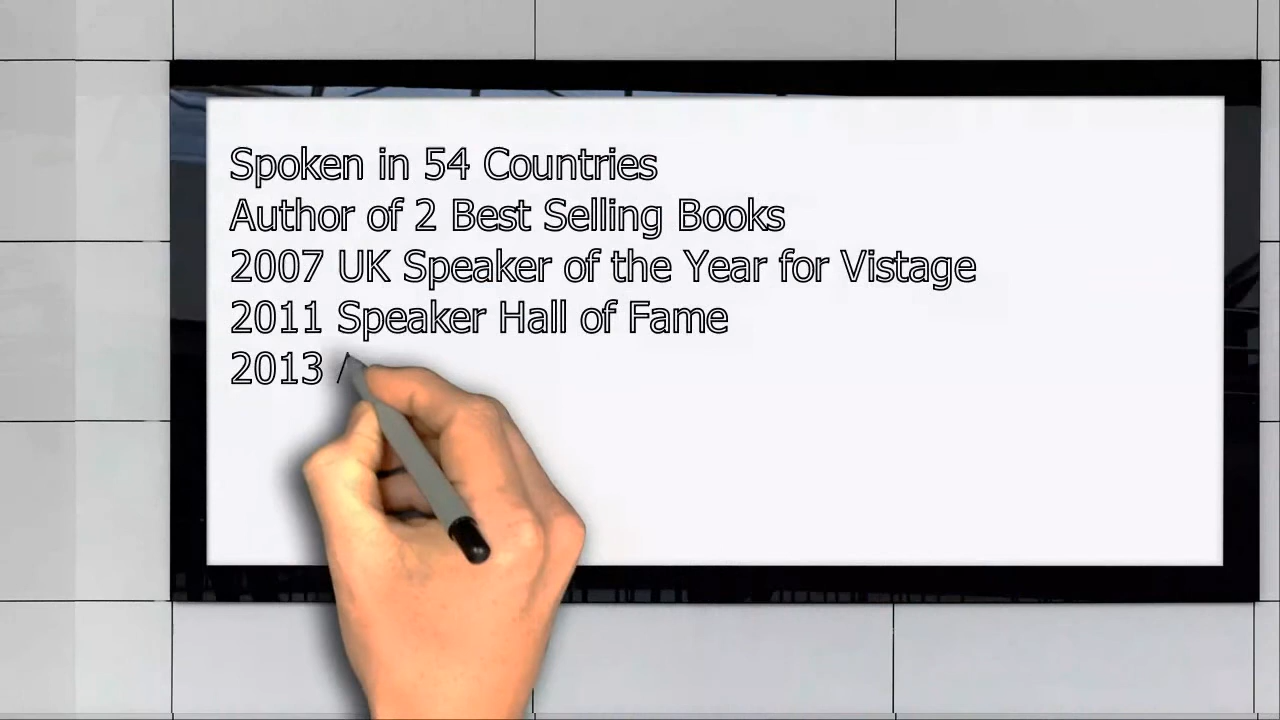 Spoken in 54 Countries
Author of 2 Best Selling Books
2007 UK Speaker of the Year for Vistage
2011 Speaker Hall of Fame
2013